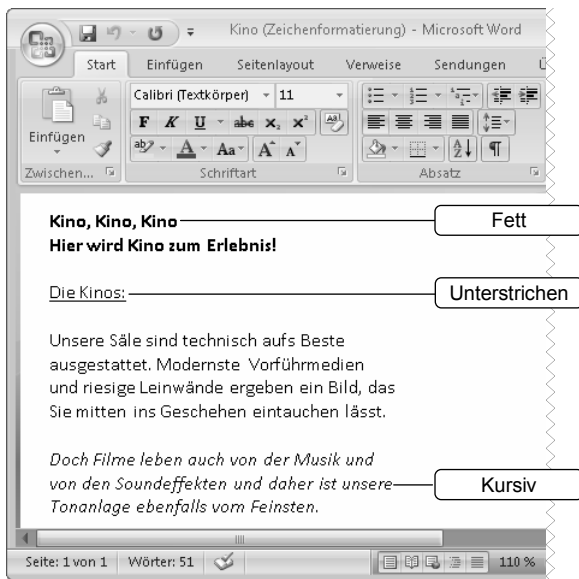 Kino (Zeichenformatierung) - Microsoft Word
Start Einfügen Seitenlayout Verweise Sendungen
Calibri (Textkörper) 11
F K U abe x₂ x²
Aa A A
Einfügen
Zwischen... Schriftart Absatz
Kino, Kino, Kino Fett
Hier wird Kino zum Erlebnis!
Die Kinos: Unterstrichen
Unsere Säle sind technisch aufs Beste
ausgestattet. Modernste Vorführmedien
und riesige Leinwände ergeben ein Bild, das
Sie mitten ins Geschehen eintauchen lässt.
Doch Filme leben auch von der Musik und
von den Soundeffekten und daher ist unsere Kursiv
Tonanlage ebenfalls vom Feinsten.
Seite: 1 von 1 Wörter: 51 110 %